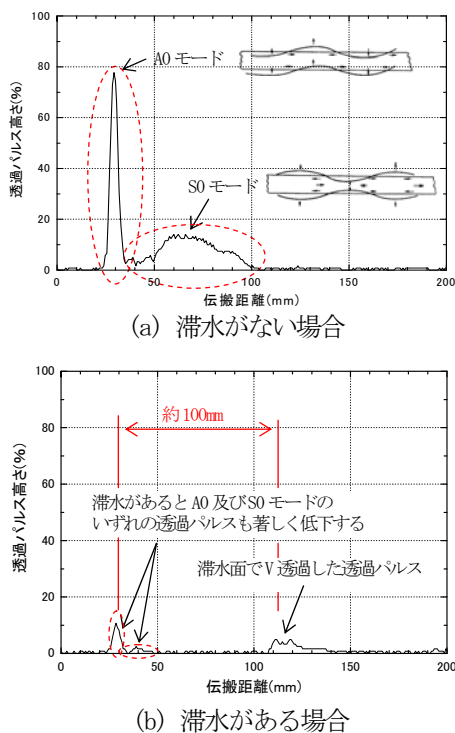 透過パルス高さ(%)
100
80
60
40
20
0
A0 モード
S0 モード
0 50 100 150 200
伝搬距離(mm)
(a) 滞水がない場合
透過パルス高さ(%)
100
80
60
40
20
0
約100mm
滞水があるとA0 及びS0 モードの
いずれの透過パルスも著しく低下する
滞水面でV透過した透過パルス
0 50 100 150 200
伝搬距離(mm)
(b) 滞水がある場合